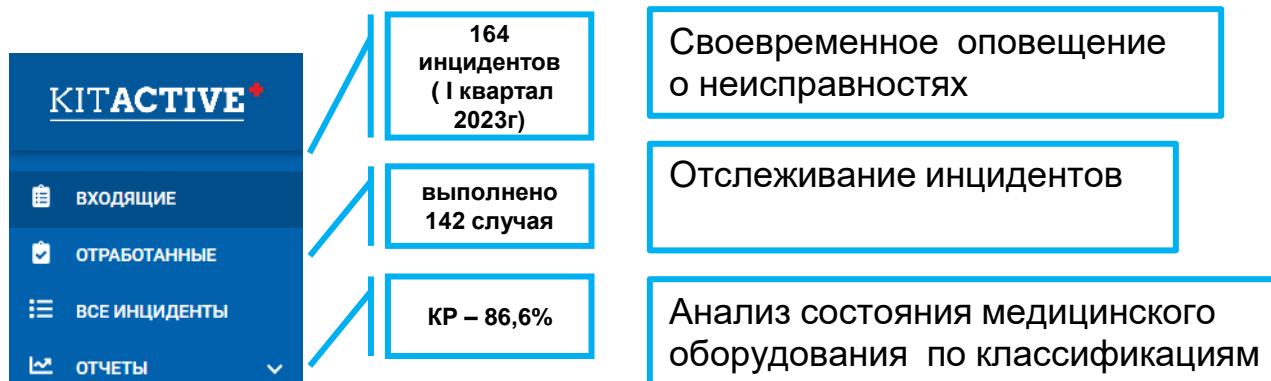 KITACTIVE+
ВХОДЯЩИЕ
ОТРАБОТАННЫЕ
ВСЕ ИНЦИДЕНТЫ
ОТЧЕТЫ
164
инцидентов
( I квартал
2023г)
выполнено
142 случая
КР – 86,6%
Своевременное оповещение
о неисправностях
Отслеживание инцидентов
Анализ состояния медицинского
оборудования по классификациям